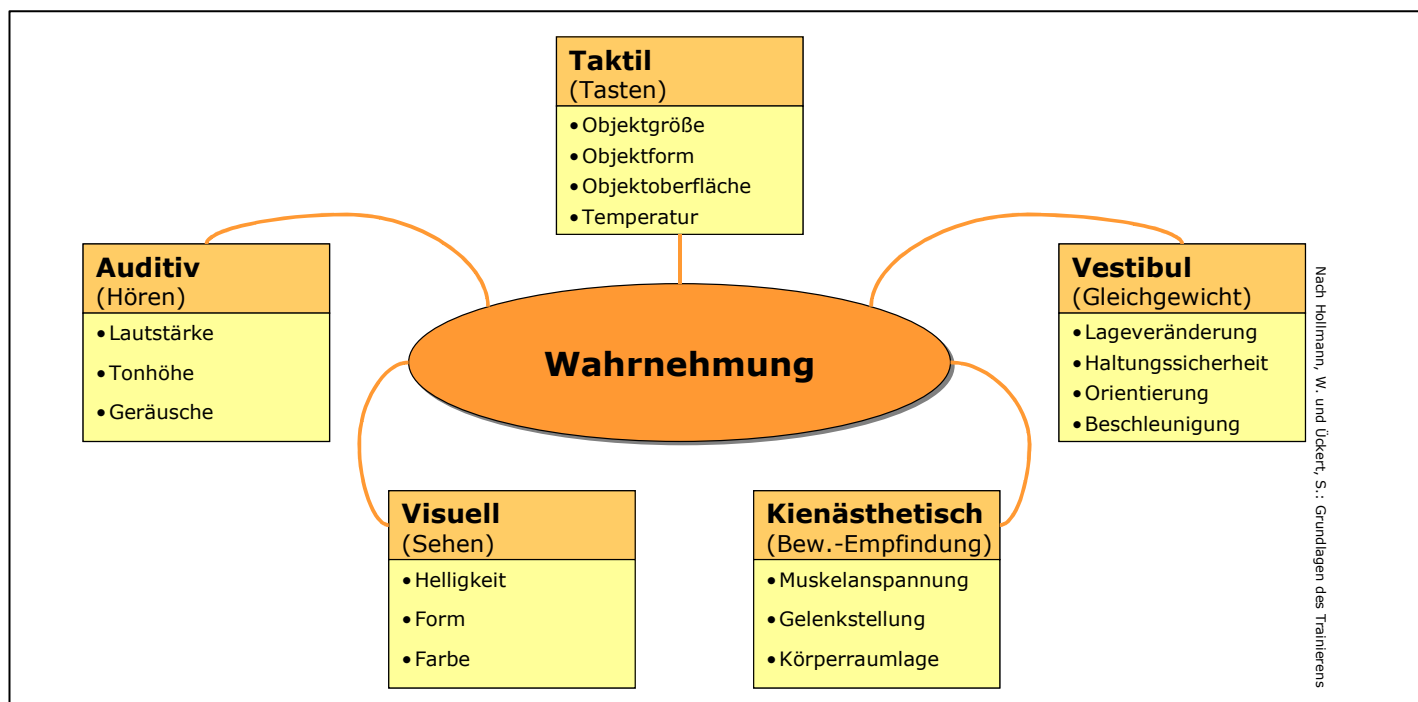 Taktil
(Tasten)
•Objektgröße
•Objektform
•Objektoberfläche
•Temperatur
Auditiv
(Hören)
•Lautstärke
•Tonhöhe
•Geräusche
Vestibul
(Gleichgewicht)
•Lageveränderung
•Haltungssicherheit
•Orientierung
•Beschleunigung
Wahrnehmung
Visuell
(Sehen)
•Helligkeit
•Form
•Farbe
Kienästhetisch
(Bew.-Empfindung)
•Muskelanspannung
•Gelenkstellung
•Körperraumlage
Nach Hollmann, W. und Ückert, S.: Grundlagen des Trainierens